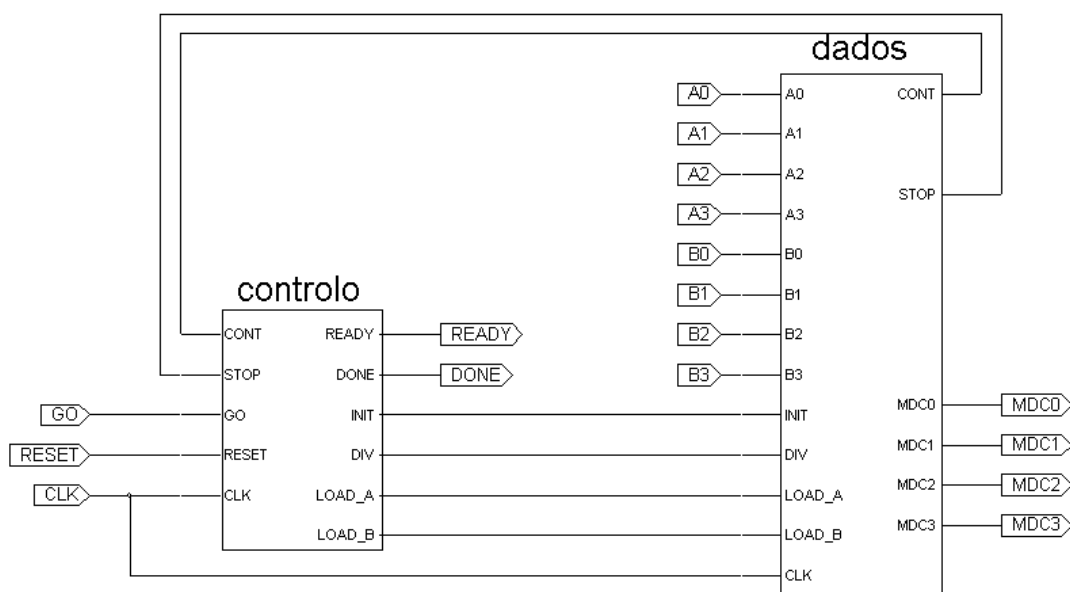 dados
A0 A0 CONT
A1 A1
A2 A2 STOP
A3 A3
B0 B0
controlo
B1 B1
CONT READY READY B2 B2
STOP DONE DONE B3 B3
GO GO INIT INIT MDC0 MDC0
RESET RESET DIV DIV MDC1 MDC1
CLK CLK LOAD_A LOAD_A MDC2 MDC2
LOAD_B LOAD_B MDC3 MDC3
CLK